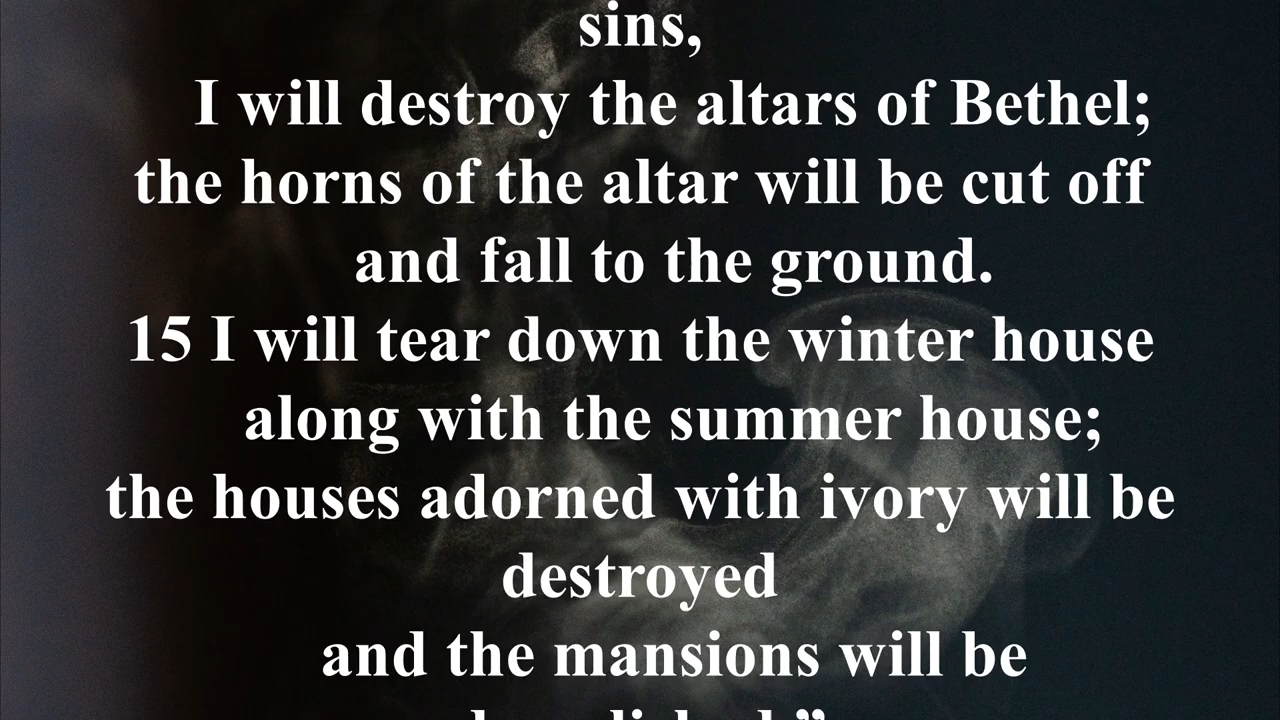 sins,
I will destroy the altars of Bethel;
the horns of the altar will be cut off
and fall to the ground.
15 I will tear down the winter house
along with the summer house;
the houses adorned with ivory will be
destroyed
and the mansions will be